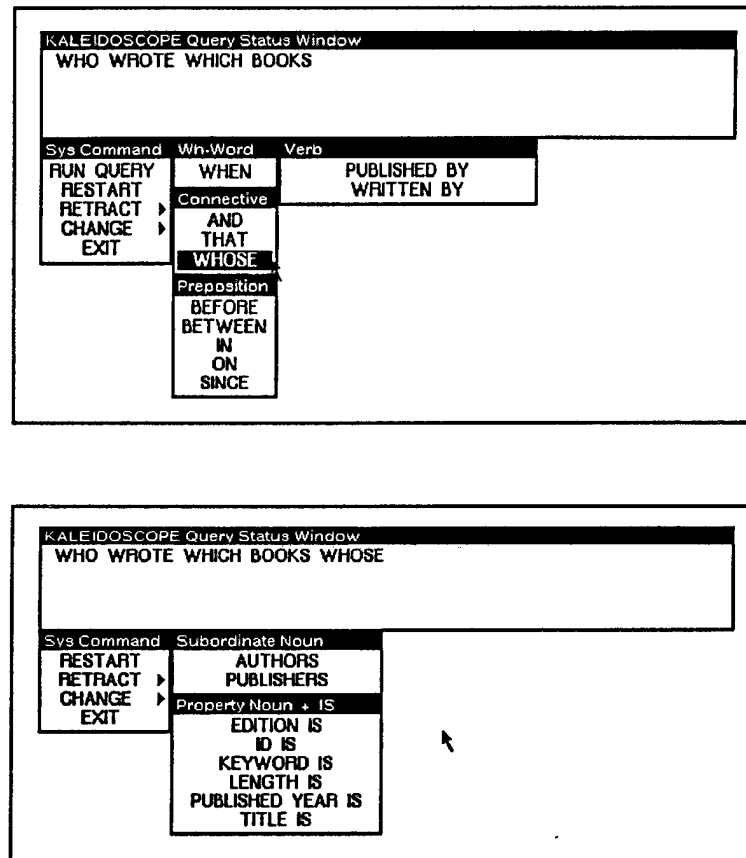 KALEIDOSCOPE Query Status Window
WHO WROTE WHICH BOOKS
Sys Command
RUN QUERY
RESTART
RETRACT
CHANGE
EXIT
Wh-Word
WHEN
Connective
AND
THAT
WHOSE
Preposition
BEFORE
BETWEEN
IN
ON
SINCE
Verb
PUBLISHED BY
WRITTEN BY
KALEIDOSCOPE Query Status Window
WHO WROTE WHICH BOOKS WHOSE
Sys Command
RESTART
RETRACT
CHANGE
EXIT
Subordinate Noun
AUTHORS
PUBLISHERS
Property Noun + IS
EDITION IS
ID IS
KEYWORD IS
LENGTH IS
PUBLISHED YEAR IS
TITLE IS